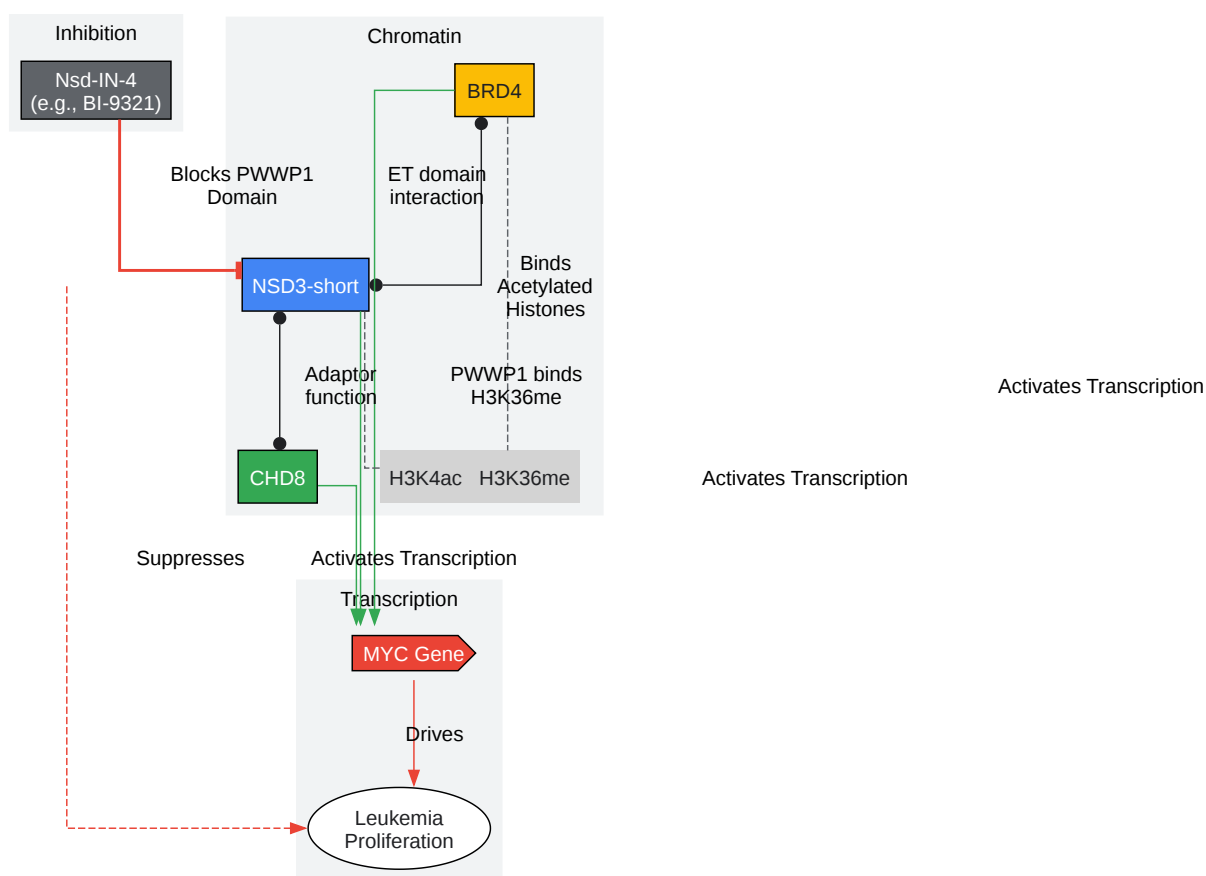 Inhibition
Chromatin
Nsd-IN-4
(e.g., BI-9321)
BRD4
Blocks PWWP1
Domain
ET domain
interaction
NSD3-short
Binds
Acetylated
Histones
Adaptor
function
PWWP1 binds
H3K36me
Activates Transcription
CHD8
H3K4ac
H3K36me
Activates Transcription
Suppresses
Activates Transcription
Transcription
MYC Gene
Drives
Leukemia
Proliferation